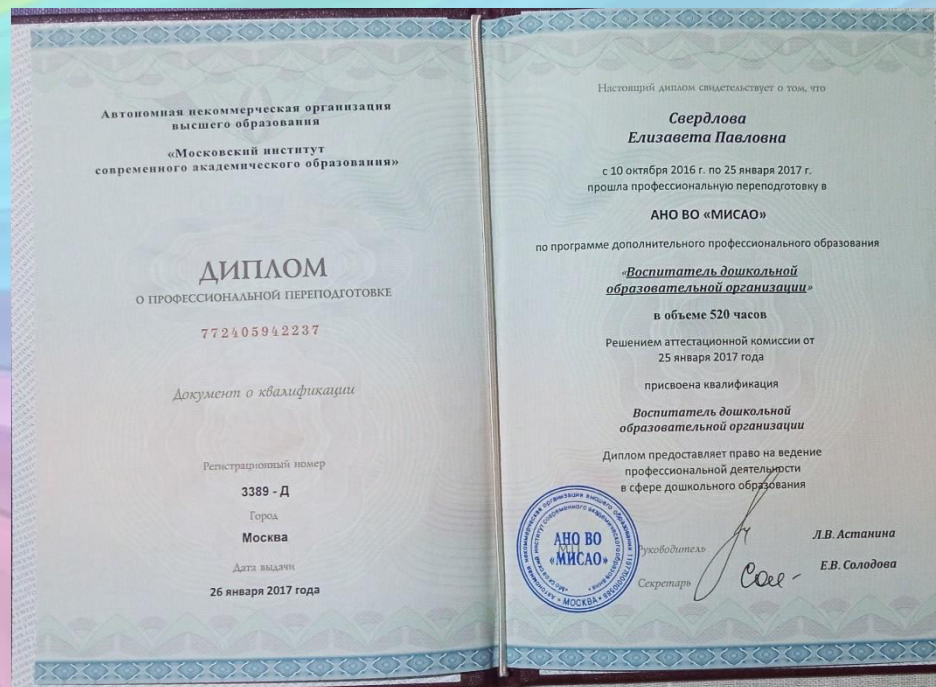 Автономная некоммерческая организация
высшего образования
«Московский институт
современного академического образования»
ДИПЛОМ
О ПРОФЕССИОНАЛЬНОЙ ПЕРЕПОДГОТОВКЕ
772405942237
Документ о квалификации
Регистрационный номер
3389 - Д
Город
Москва
Дата выдачи
26 января 2017 года
Настоящий диплом свидетельствует о том, что
Свердлова
Елизавета Павловна
с 10 октября 2016 г. по 25 января 2017 г.
прошла профессиональную переподготовку в
АНО ВО «МИСАО»
по программе дополнительного профессионального образования
«Воспитатель дошкольной
образовательной организации»
в объеме 520 часов
Решением аттестационной комиссии от
25 января 2017 года
присвоена квалификация
Воспитатель дошкольной
образовательной организации
Диплом предоставляет право на ведение
профессиональной деятельности
в сфере дошкольного образования
М.П.
Руководитель
Л.В. Астанина
Секретарь
Е.В. Солодова
АНО ВО
«МИСАО»
МОСКВА